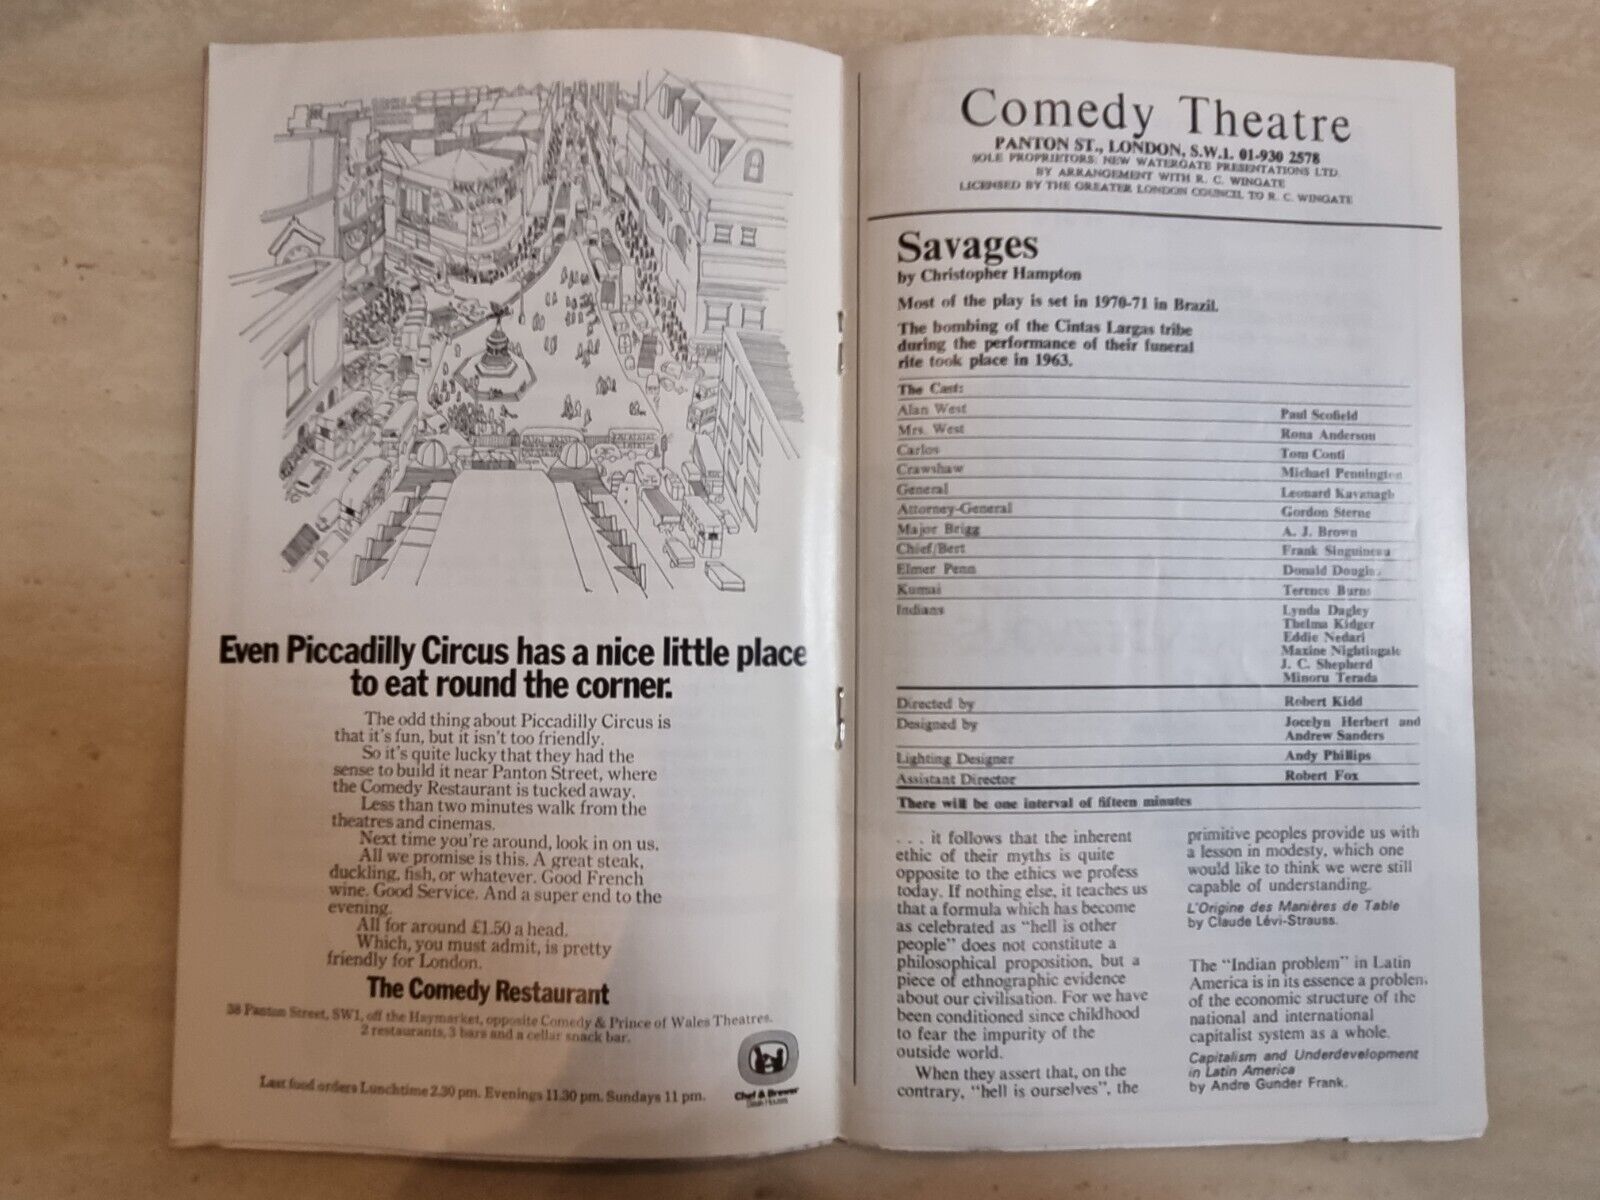 MAX FACTOR
Even Piccadilly Circus has a nice little place
to eat round the corner.
The odd thing about Piccadilly Circus is
that it's fun, but it isn't too friendly.
So it's quite lucky that they had the
sense to build it near Panton Street, where
the Comedy Restaurant is tucked away.
Less than two minutes walk from the
theatres and cinemas.
Next time you're around, look in on us.
All we promise is this. A great steak,
duckling, fish, or whatever. Good French
wine. Good Service. And a super end to the
evening.
All for around £1.50 a head.
Which, you must admit, is pretty
friendly for London.
The Comedy Restaurant
38 Panton Street, SW1, off the Haymarket, opposite Comedy & Prince of Wales Theatres.
2 restaurants, 3 bars and a cellar snack bar.
Last food orders Lunchtime 2.30 pm. Evenings 11.30 pm. Sundays 11 pm.
Chef & Brewer
Steak Houses
Comedy Theatre
PANTON ST., LONDON, S.W.1. 01-930 2578
SOLE PROPRIETORS: NEW WATERGATE PRESENTATIONS LTD.
BY ARRANGEMENT WITH R. C. WINGATE
LICENSED BY THE GREATER LONDON COUNCIL TO R. C. WINGATE
Savages
by Christopher Hampton
Most of the play is set in 1970-71 in Brazil.
The bombing of the Cintas Largas tribe
during the performance of their funeral
rite took place in 1963.
The Cast:
Alan West Paul Scofield
Mrs. West Rona Anderson
Carlos Tom Conti
Crawshaw Michael Pennington
General Leonard Kavanagh
Attorney-General Gordon Sterne
Major Brigg A. J. Brown
Chief/Bert Frank Singuineau
Elmer Penn Donald Douglas
Kumai Terence Burns
Indians Lynda Dagley
Thelma Kidger
Eddie Nedari
Maxine Nightingale
J. C. Shepherd
Minoru Terada
Directed by Robert Kidd
Designed by Jocelyn Herbert and
Andrew Sanders
Lighting Designer Andy Phillips
Assistant Director Robert Fox
There will be one interval of fifteen minutes
. . . it follows that the inherent
ethic of their myths is quite
opposite to the ethics we profess
today. If nothing else, it teaches us
that a formula which has become
as celebrated as "hell is other
people" does not constitute a
philosophical proposition, but a
piece of ethnographic evidence
about our civilisation. For we have
been conditioned since childhood
to fear the impurity of the
outside world.
When they assert that, on the
contrary, "hell is ourselves", the
primitive peoples provide us with
a lesson in modesty, which one
would like to think we were still
capable of understanding.
L'Origine des Manières de Table
by Claude Lévi-Strauss.
The "Indian problem" in Latin
America is in its essence a problem
of the economic structure of the
national and international
capitalist system as a whole.
Capitalism and Underdevelopment
in Latin America
by Andre Gunder Frank.